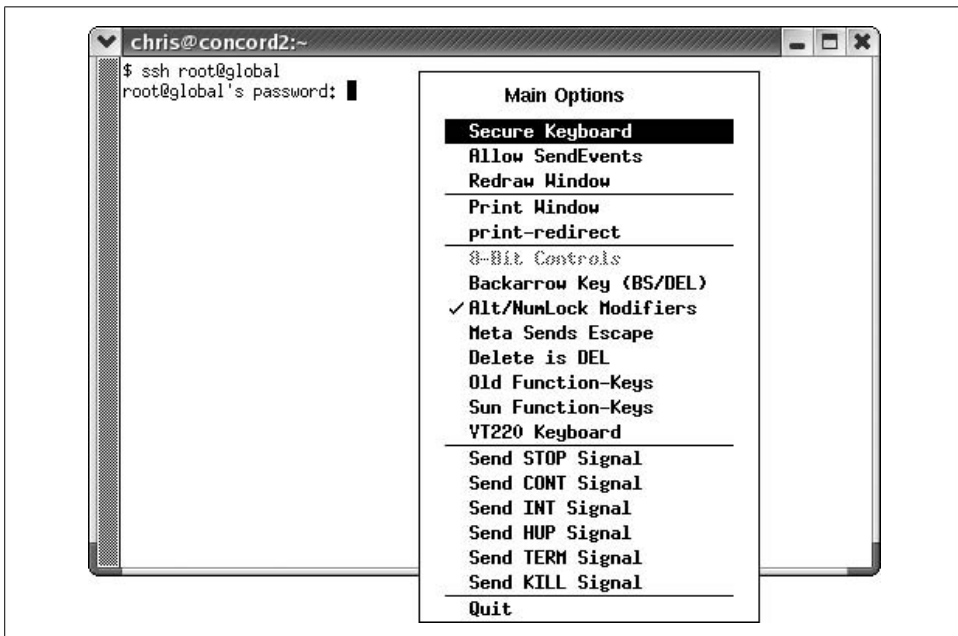 chris@concord2:~
$ ssh root@global
root@global's password:
Main Options
Secure Keyboard
Allow SendEvents
Redraw Window
Print Window
print-redirect
8-Bit Controls
Backarrow Key (BS/DEL)
✓Alt/NumLock Modifiers
Meta Sends Escape
Delete is DEL
Old Function-Keys
Sun Function-Keys
VT220 Keyboard
Send STOP Signal
Send CONT Signal
Send INT Signal
Send HUP Signal
Send TERM Signal
Send KILL Signal
Quit